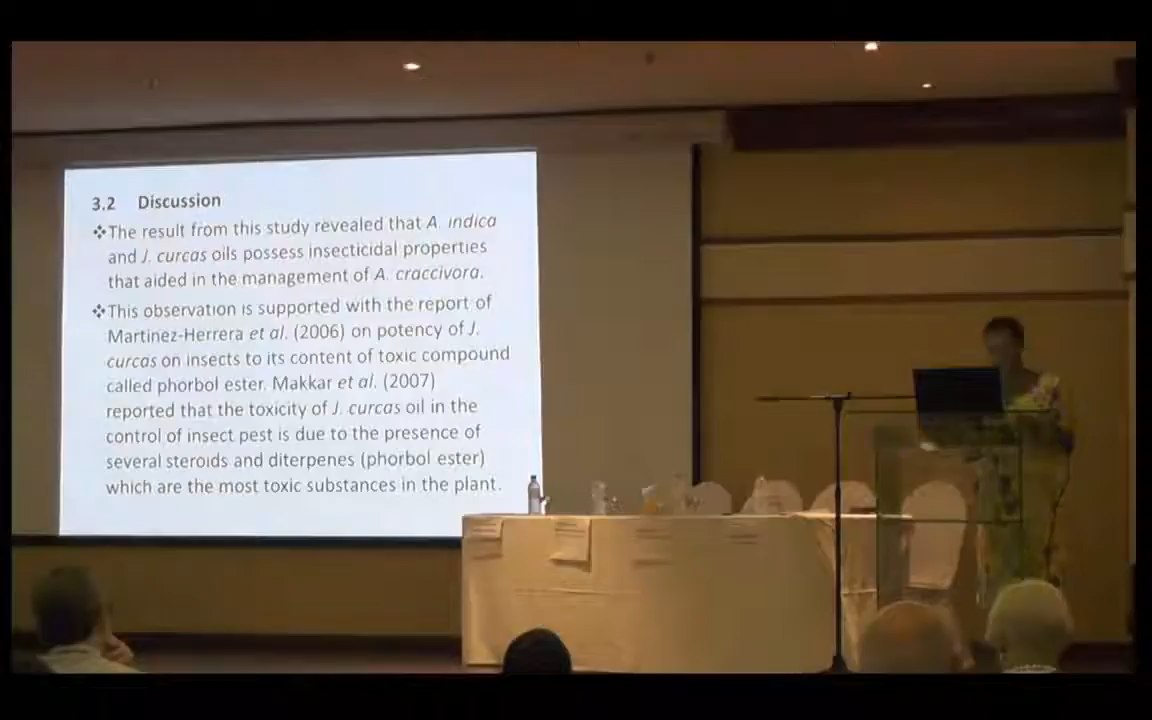 3.2 Discussion
❖The result from this study revealed that A. indica
and J. curcas oils possess insecticidal properties
that aided in the management of A. craccivora.
❖This observation is supported with the report of
Martinez-Herrera et al. (2006) on potency of J.
curcas on insects to its content of toxic compound
called phorbol ester. Makkar et al. (2007)
reported that the toxicity of J. curcas oil in the
control of insect pest is due to the presence of
several steroids and diterpenes (phorbol ester)
which are the most toxic substances in the plant.